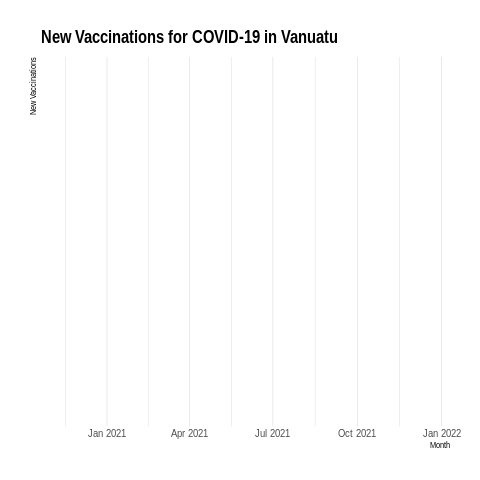 New Vaccinations for COVID-19 in Vanuatu
New Vaccinations
Jan 2021 Apr 2021 Jul 2021 Oct 2021 Jan 2022
Month